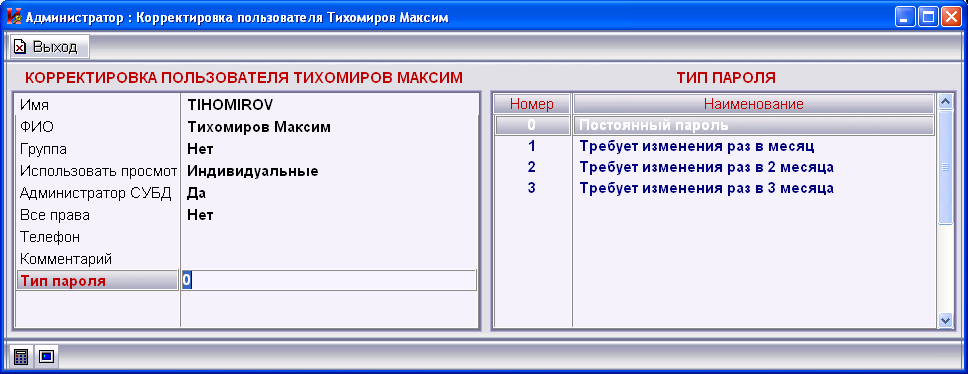 Администратор : Корректировка пользователя Тихомиров Максим
Выход
КОРРЕКТИРОВКА ПОЛЬЗОВАТЕЛЯ ТИХОМИРОВ МАКСИМ
Имя TIHOMIROV
ФИО Тихомиров Максим
Группа Нет
Использовать просмот Индивидуальные
Администратор СУБД Да
Все права Нет
Телефон
Комментарий
Тип пароля 0
ТИП ПАРОЛЯ
Номер Наименование
0 Постоянный пароль
1 Требует изменения раз в месяц
2 Требует изменения раз в 2 месяца
3 Требует изменения раз в 3 месяца